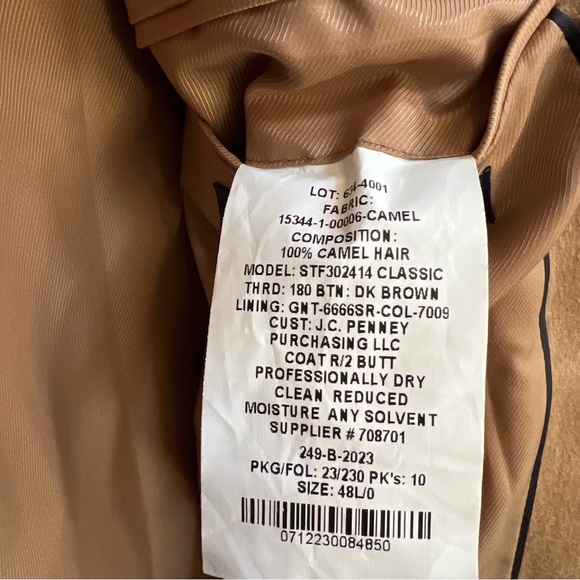 LOT: 634-4001
FABRIC:
15344-1-00006-CAMEL
COMPOSITION:
100% CAMEL HAIR
MODEL: STF302414 CLASSIC
THRD: 180 BTN: DK BROWN
LINING: GNT-6666SR-COL-7009
CUST: J.C. PENNEY
PURCHASING LLC
COAT R/2 BUTT
PROFESSIONALLY DRY
CLEAN REDUCED
MOISTURE ANY SOLVENT
SUPPLIER # 708701
249-B-2023
PKG/FOL: 23/230 PK's: 10
SIZE: 48L/0
0712230084850